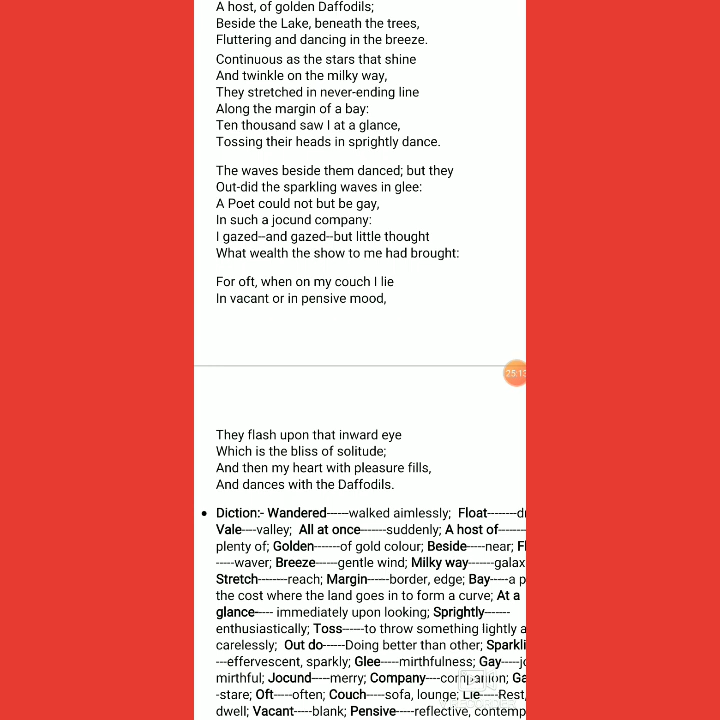 A host, of golden Daffodils;
Beside the Lake, beneath the trees,
Fluttering and dancing in the breeze.
Continuous as the stars that shine
And twinkle on the milky way,
They stretched in never-ending line
Along the margin of a bay:
Ten thousand saw I at a glance,
Tossing their heads in sprightly dance.
The waves beside them danced; but they
Out-did the sparkling waves in glee:
A Poet could not but be gay,
In such a jocund company:
I gazed--and gazed--but little thought
What wealth the show to me had brought:
For oft, when on my couch I lie
In vacant or in pensive mood,
25:13
They flash upon that inward eye
Which is the bliss of solitude;
And then my heart with pleasure fills,
And dances with the Daffodils.
• Diction:- Wandered------walked aimlessly; Float--------
Vale----valley; All at once-------suddenly; A host of-------
plenty of; Golden-------of gold colour; Beside-----near;
-----waver; Breeze------gentle wind; Milky way-------
Stretch--------reach; Margin------border, edge; Bay-----a
the cost where the land goes in to form a curve; At a
glance----- immediately upon looking; Sprightly-------
enthusiastically; Toss------to throw something lightly
carelessly; Out do------Doing better than other;
---effervescent, sparkly; Glee-----mirthfulness; Gay----
mirthful; Jocund----merry; Company----
-stare; Oft-----often; Couch-----sofa, lounge; Lie----Rest,
dwell; Vacant-----blank; Pensive-----reflective,